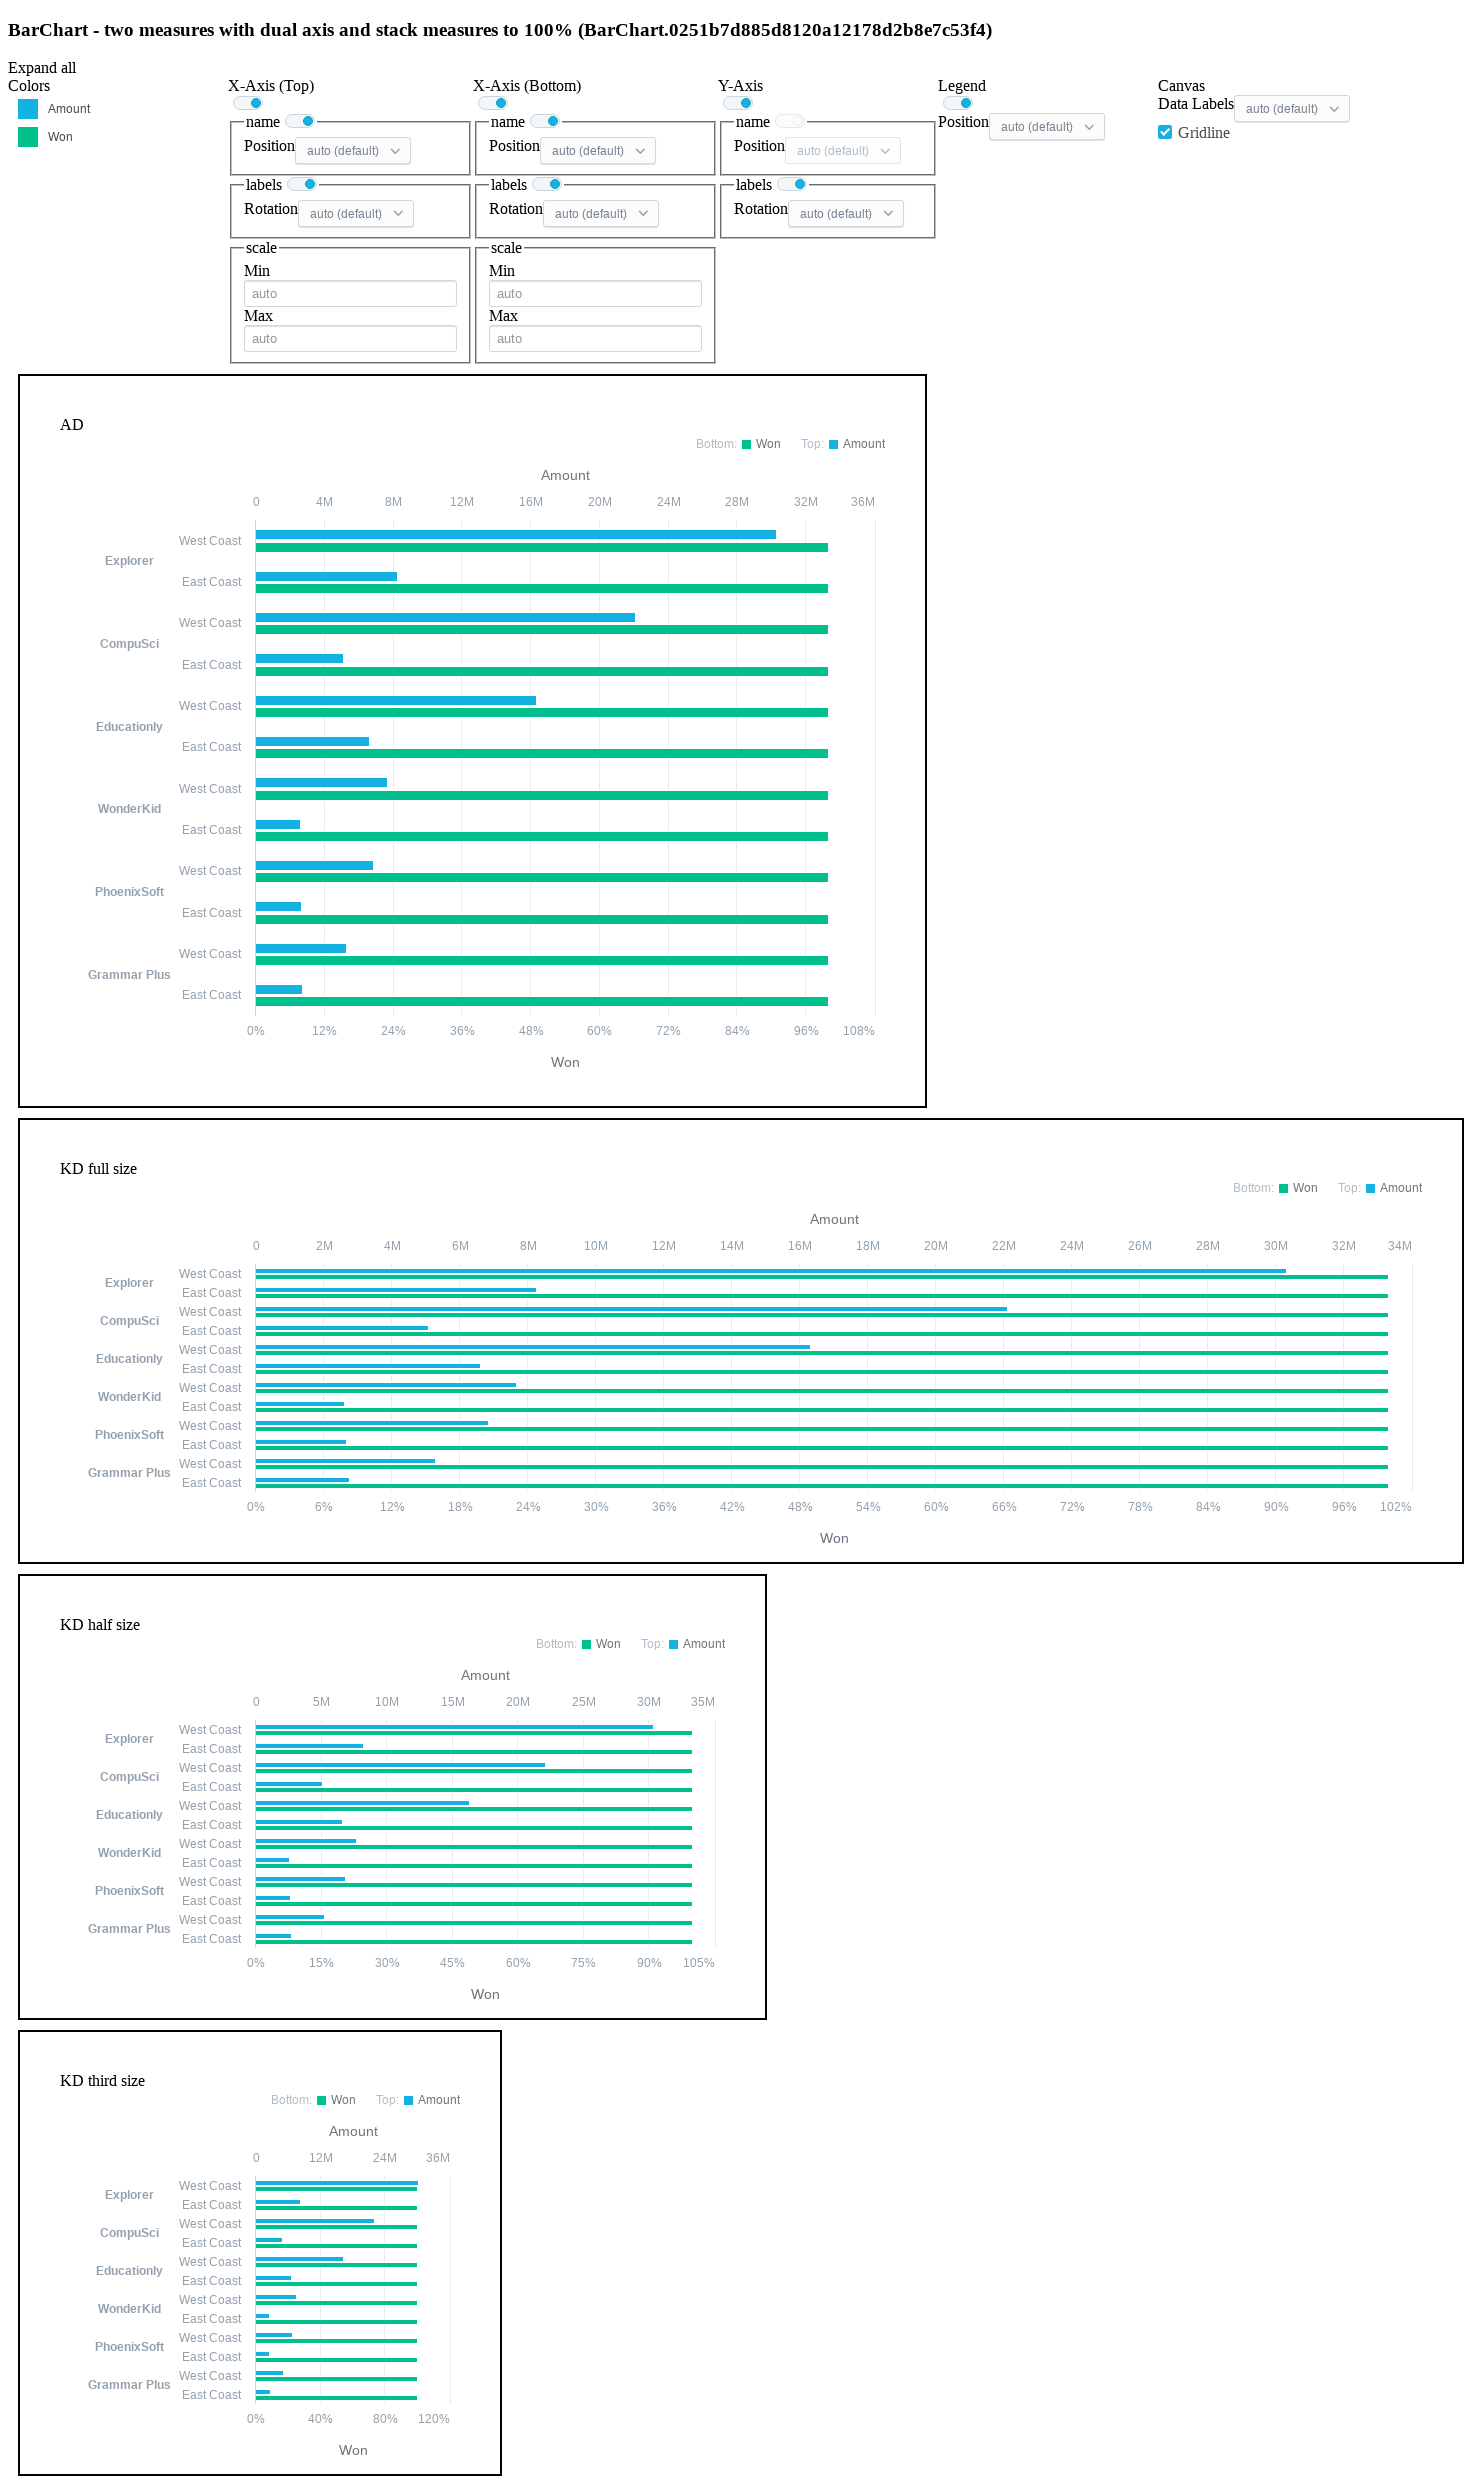 BarChart - two measures with dual axis and stack measures to 100% (BarChart.0251b7d885d8120a12178d2b8e7c53f4)
Expand all
Colors
Amount
Won
X-Axis (Top)
name
Position auto (default)
labels
Rotation auto (default)
scale
Min
auto
Max
auto
X-Axis (Bottom)
name
Position auto (default)
labels
Rotation auto (default)
scale
Min
auto
Max
auto
Y-Axis
name
Position auto (default)
labels
Rotation auto (default)
Legend
Position auto (default)
Canvas
Data Labels auto (default)
Gridline
AD
Bottom: Won Top: Amount
Amount
0 4M 8M 12M 16M 20M 24M 28M 32M 36M
Explorer West Coast
East Coast
CompuSci West Coast
East Coast
Educationly West Coast
East Coast
WonderKid West Coast
East Coast
PhoenixSoft West Coast
East Coast
Grammar Plus West Coast
East Coast
0% 12% 24% 36% 48% 60% 72% 84% 96% 108%
Won
KD full size
Bottom: Won Top: Amount
Amount
0 2M 4M 6M 8M 10M 12M 14M 16M 18M 20M 22M 24M 26M 28M 30M 32M 34M
Explorer West Coast
East Coast
CompuSci West Coast
East Coast
Educationly West Coast
East Coast
WonderKid West Coast
East Coast
PhoenixSoft West Coast
East Coast
Grammar Plus West Coast
East Coast
0% 6% 12% 18% 24% 30% 36% 42% 48% 54% 60% 66% 72% 78% 84% 90% 96% 102%
Won
KD half size
Bottom: Won Top: Amount
Amount
0 5M 10M 15M 20M 25M 30M 35M
Explorer West Coast
East Coast
CompuSci West Coast
East Coast
Educationly West Coast
East Coast
WonderKid West Coast
East Coast
PhoenixSoft West Coast
East Coast
Grammar Plus West Coast
East Coast
0% 15% 30% 45% 60% 75% 90% 105%
Won
KD third size
Bottom: Won Top: Amount
Amount
0 12M 24M 36M
Explorer West Coast
East Coast
CompuSci West Coast
East Coast
Educationly West Coast
East Coast
WonderKid West Coast
East Coast
PhoenixSoft West Coast
East Coast
Grammar Plus West Coast
East Coast
0% 40% 80% 120%
Won